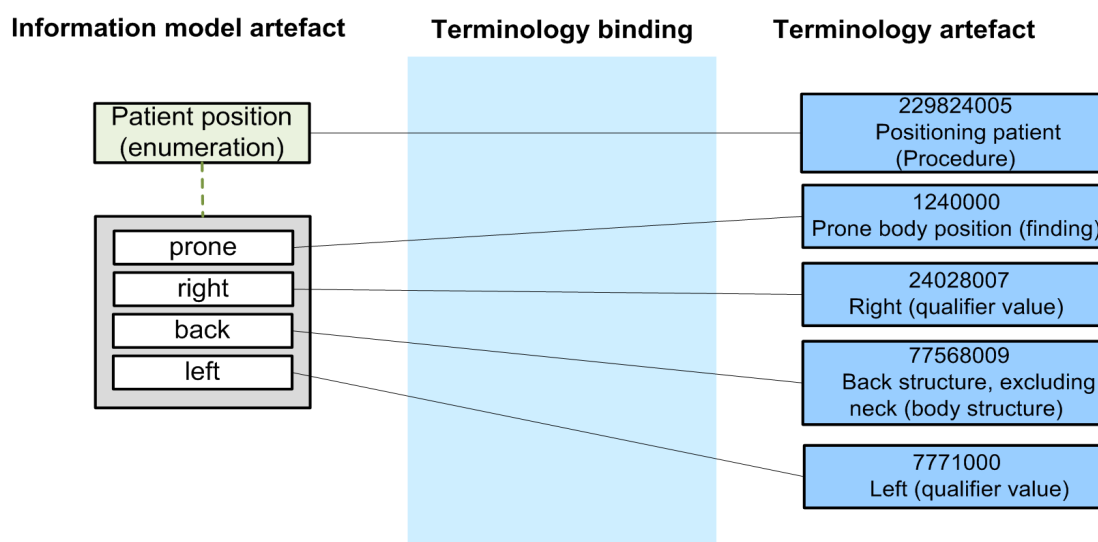 Information model artefact
Terminology binding
Terminology artefact
Patient position
(enumeration)
prone
right
back
left
229824005
Positioning patient
(Procedure)
1240000
Prone body position (finding)
24028007
Right (qualifier value)
77568009
Back structure, excluding
neck (body structure)
7771000
Left (qualifier value)